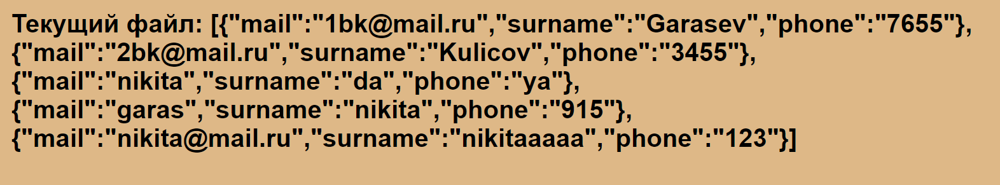 Текущий файл: [{"mail":"1bk@mail.ru","surname":"Garasev","phone":"7655"},
{"mail":"2bk@mail.ru","surname":"Kulicov","phone":"3455"},
{"mail":"nikita","surname":"da","phone":"ya"},
{"mail":"garas","surname":"nikita","phone":"915"},
{"mail":"nikita@mail.ru","surname":"nikitaaaaa","phone":"123"}]